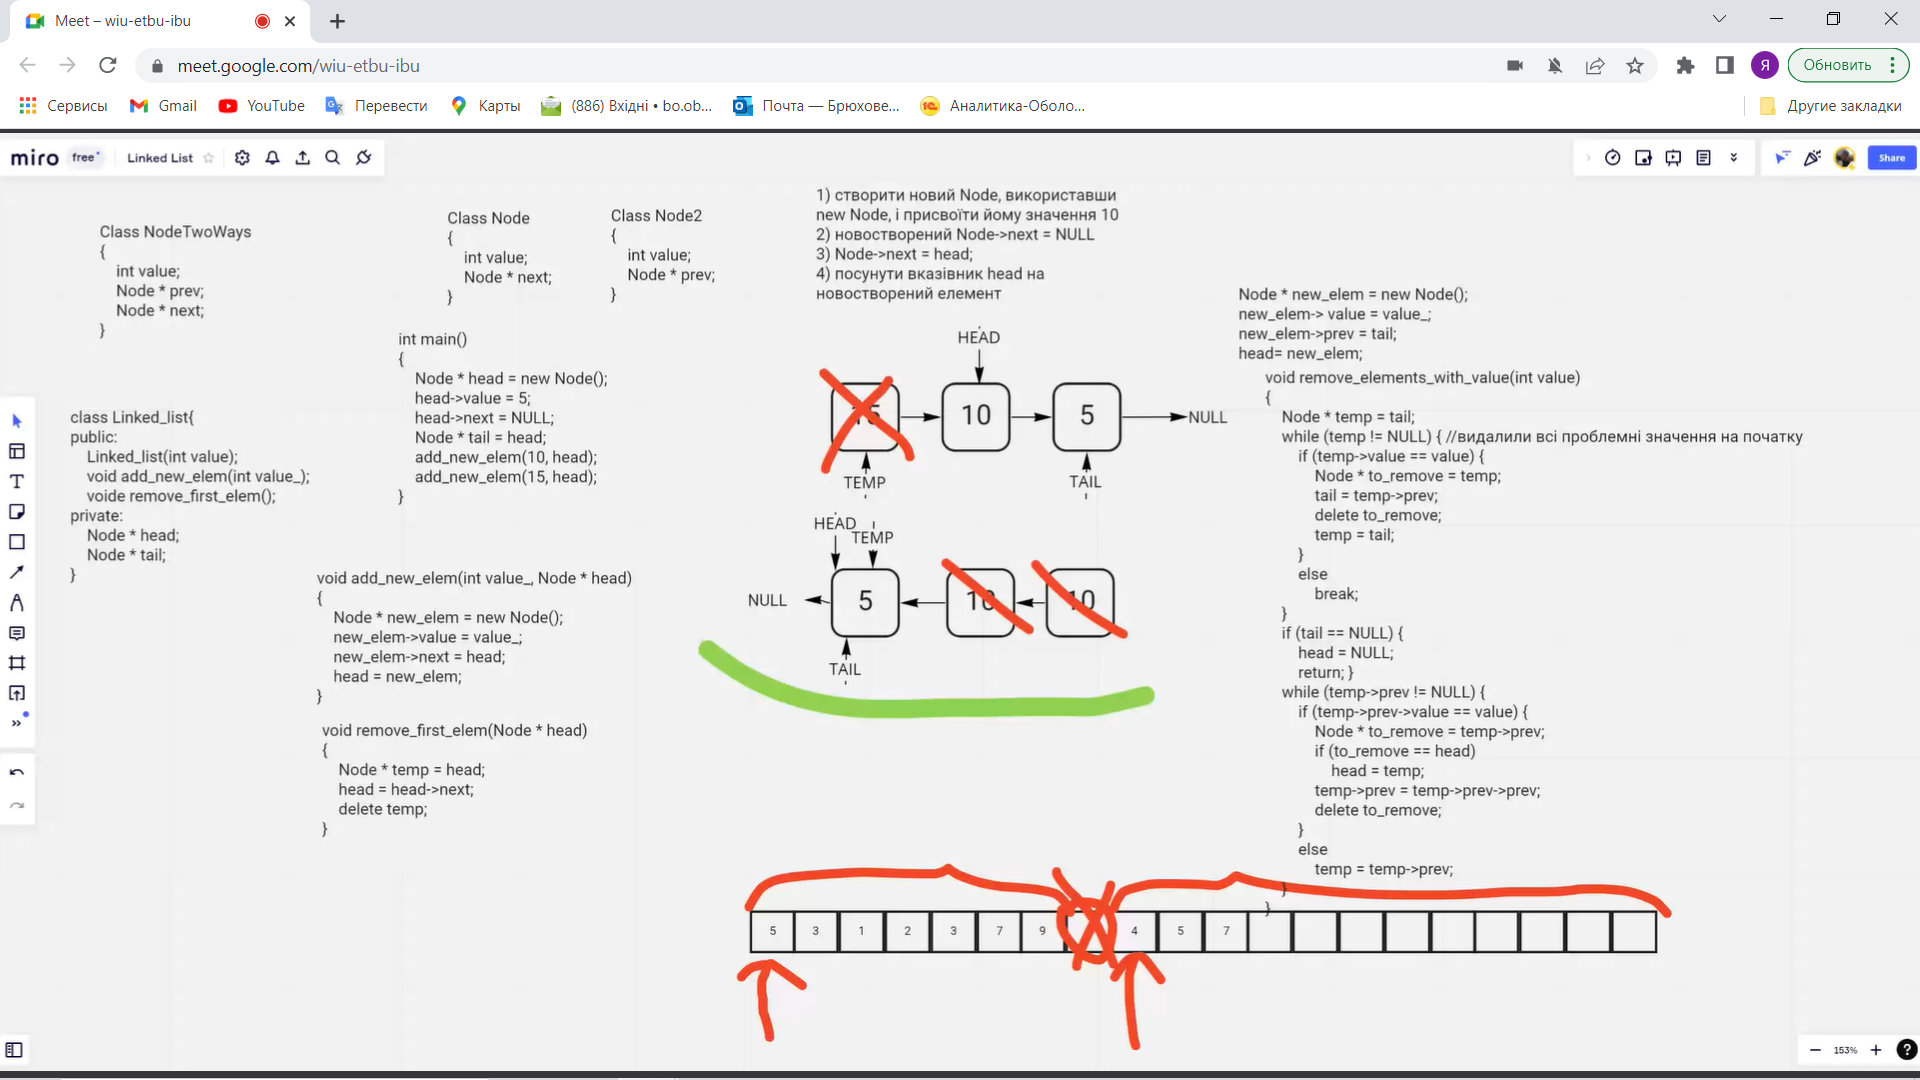 Meet – wiu-etbu-ibu
meet.google.com/wiu-etbu-ibu
Я
Обновить
Сервисы
Gmail
YouTube
Перевести
Карты
(886) Вхідні • bo.ob...
Почта — Брюхове...
Аналитика-Оболо...
Другие закладки
miro
free
Linked List
Share
Class NodeTwoWays
{
int value;
Node * prev;
Node * next;
}
Class Node
{
int value;
Node * next;
}
Class Node2
{
int value;
Node * prev;
}
1) створити новий Node, використавши
new Node, і присвоїти йому значення 10
2) новостворений Node->next = NULL
3) Node->next = head;
4) посунути вказівник head на
новостворений елемент
int main()
{
Node * head = new Node();
head->value = 5;
head->next = NULL;
Node * tail = head;
add_new_elem(10, head);
add_new_elem(15, head);
}
class Linked_list{
public:
Linked_list(int value);
void add_new_elem(int value_);
voide remove_first_elem();
private:
Node * head;
Node * tail;
}
void add_new_elem(int value_, Node * head)
{
Node * new_elem = new Node();
new_elem->value = value_;
new_elem->next = head;
head = new_elem;
}
void remove_first_elem(Node * head)
{
Node * temp = head;
head = head->next;
delete temp;
}
HEAD
15
10
5
NULL
TEMP
TAIL
HEAD
TEMP
NULL
5
10
10
TAIL
Node * new_elem = new Node();
new_elem-> value = value_;
new_elem->prev = tail;
head= new_elem;
void remove_elements_with_value(int value)
{
Node * temp = tail;
while (temp != NULL) { //видалили всі проблемні значення на початку
if (temp->value == value) {
Node * to_remove = temp;
tail = temp->prev;
delete to_remove;
temp = tail;
}
else
break;
}
if (tail == NULL) {
head = NULL;
return; }
while (temp->prev != NULL) {
if (temp->prev->value == value) {
Node * to_remove = temp->prev;
if (to_remove == head)
head = temp;
temp->prev = temp->prev->prev;
delete to_remove;
}
else
temp = temp->prev;
}
}
5 3 1 2 3 7 9 4 5 7
153%